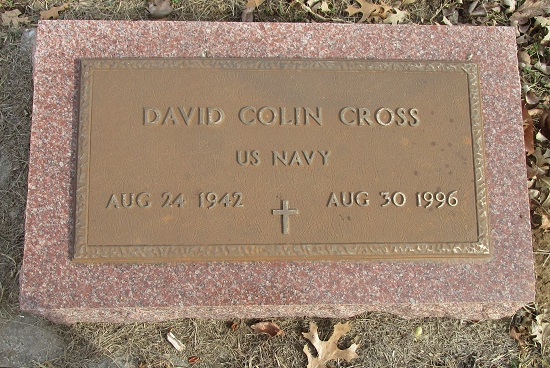 DAVID COLIN CROSS
US NAVY
AUG 24 1942 AUG 30 1996